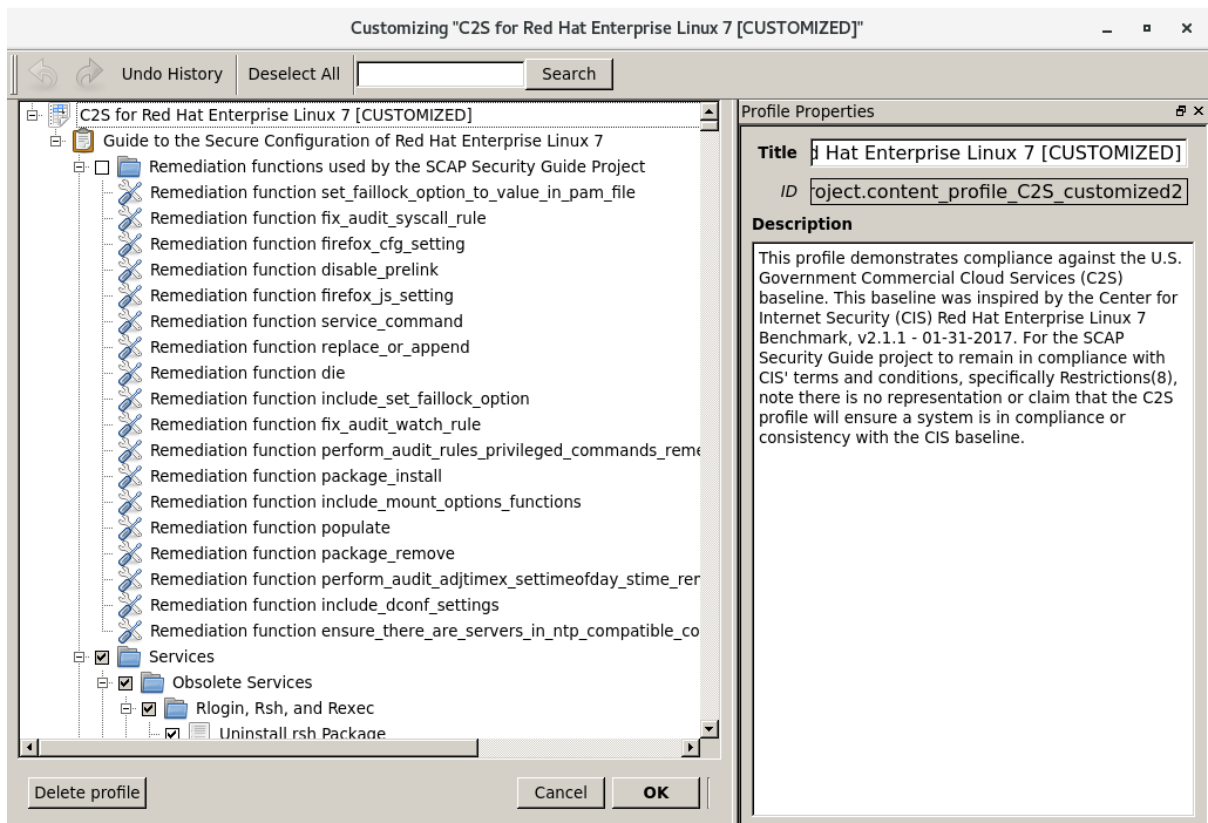 Customizing "C2S for Red Hat Enterprise Linux 7 [CUSTOMIZED]"
Undo History
Deselect All
Search
C2S for Red Hat Enterprise Linux 7 [CUSTOMIZED]
Guide to the Secure Configuration of Red Hat Enterprise Linux 7
Remediation functions used by the SCAP Security Guide Project
Remediation function set_faillock_option_to_value_in_pam_file
Remediation function fix_audit_syscall_rule
Remediation function firefox_cfg_setting
Remediation function disable_prelink
Remediation function firefox_js_setting
Remediation function service_command
Remediation function replace_or_append
Remediation function die
Remediation function include_set_faillock_option
Remediation function fix_audit_watch_rule
Remediation function perform_audit_rules_privileged_commands_reme
Remediation function package_install
Remediation function include_mount_options_functions
Remediation function populate
Remediation function package_remove
Remediation function perform_audit_adjtimex_settimeofday_stime_rer
Remediation function include_dconf_settings
Remediation function ensure_there_are_servers_in_ntp_compatible_co
Services
Obsolete Services
Rlogin, Rsh, and Rexec
Uninstall rsh Package
Delete profile
Cancel
OK
Profile Properties
Title
d Hat Enterprise Linux 7 [CUSTOMIZED]
ID
roject.content_profile_C2S_customized2
Description
This profile demonstrates compliance against the U.S.
Government Commercial Cloud Services (C2S)
baseline. This baseline was inspired by the Center for
Internet Security (CIS) Red Hat Enterprise Linux 7
Benchmark, v2.1.1 - 01-31-2017. For the SCAP
Security Guide project to remain in compliance with
CIS' terms and conditions, specifically Restrictions(8),
note there is no representation or claim that the C2S
profile will ensure a system is in compliance or
consistency with the CIS baseline.